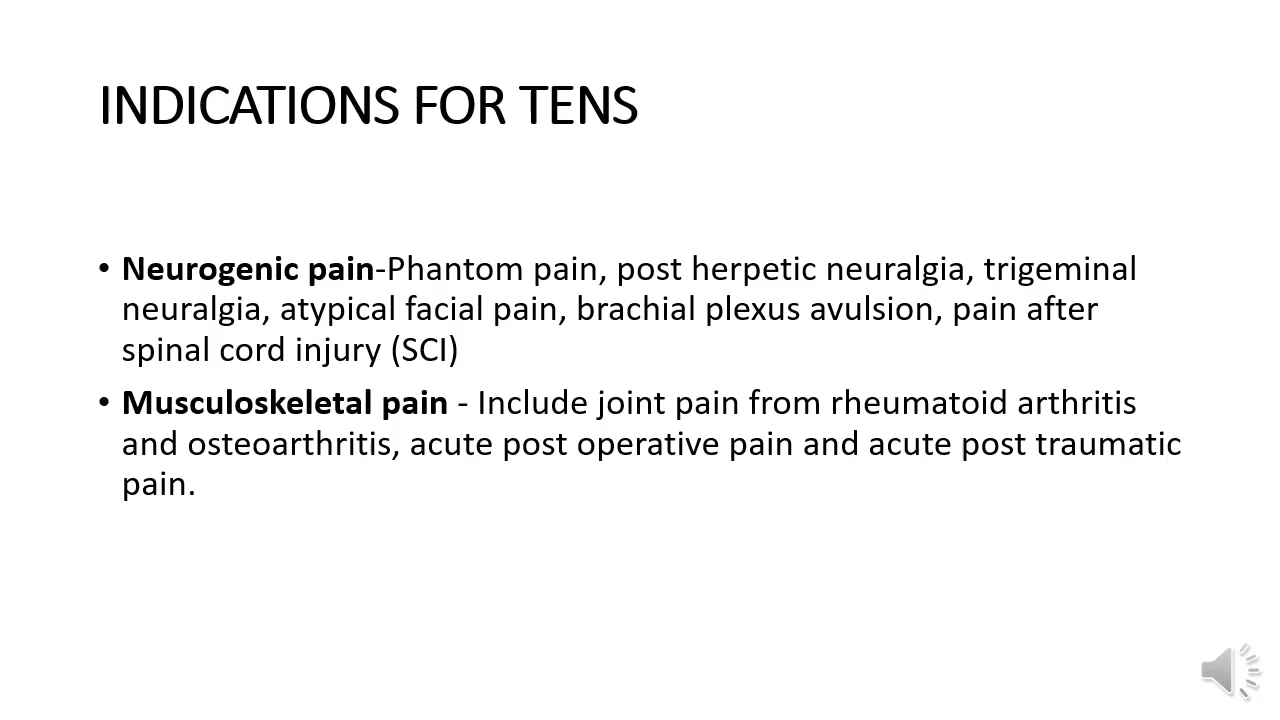 INDICATIONS FOR TENS
• Neurogenic pain-Phantom pain, post herpetic neuralgia, trigeminal
neuralgia, atypical facial pain, brachial plexus avulsion, pain after
spinal cord injury (SCI)
• Musculoskeletal pain - Include joint pain from rheumatoid arthritis
and osteoarthritis, acute post operative pain and acute post traumatic
pain.